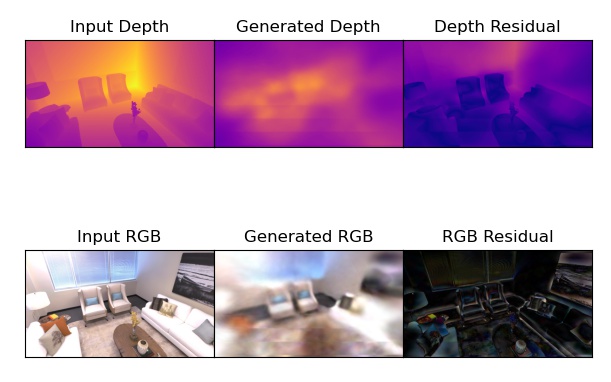 Input Depth
Generated Depth
Depth Residual
Input RGB
Generated RGB
RGB Residual